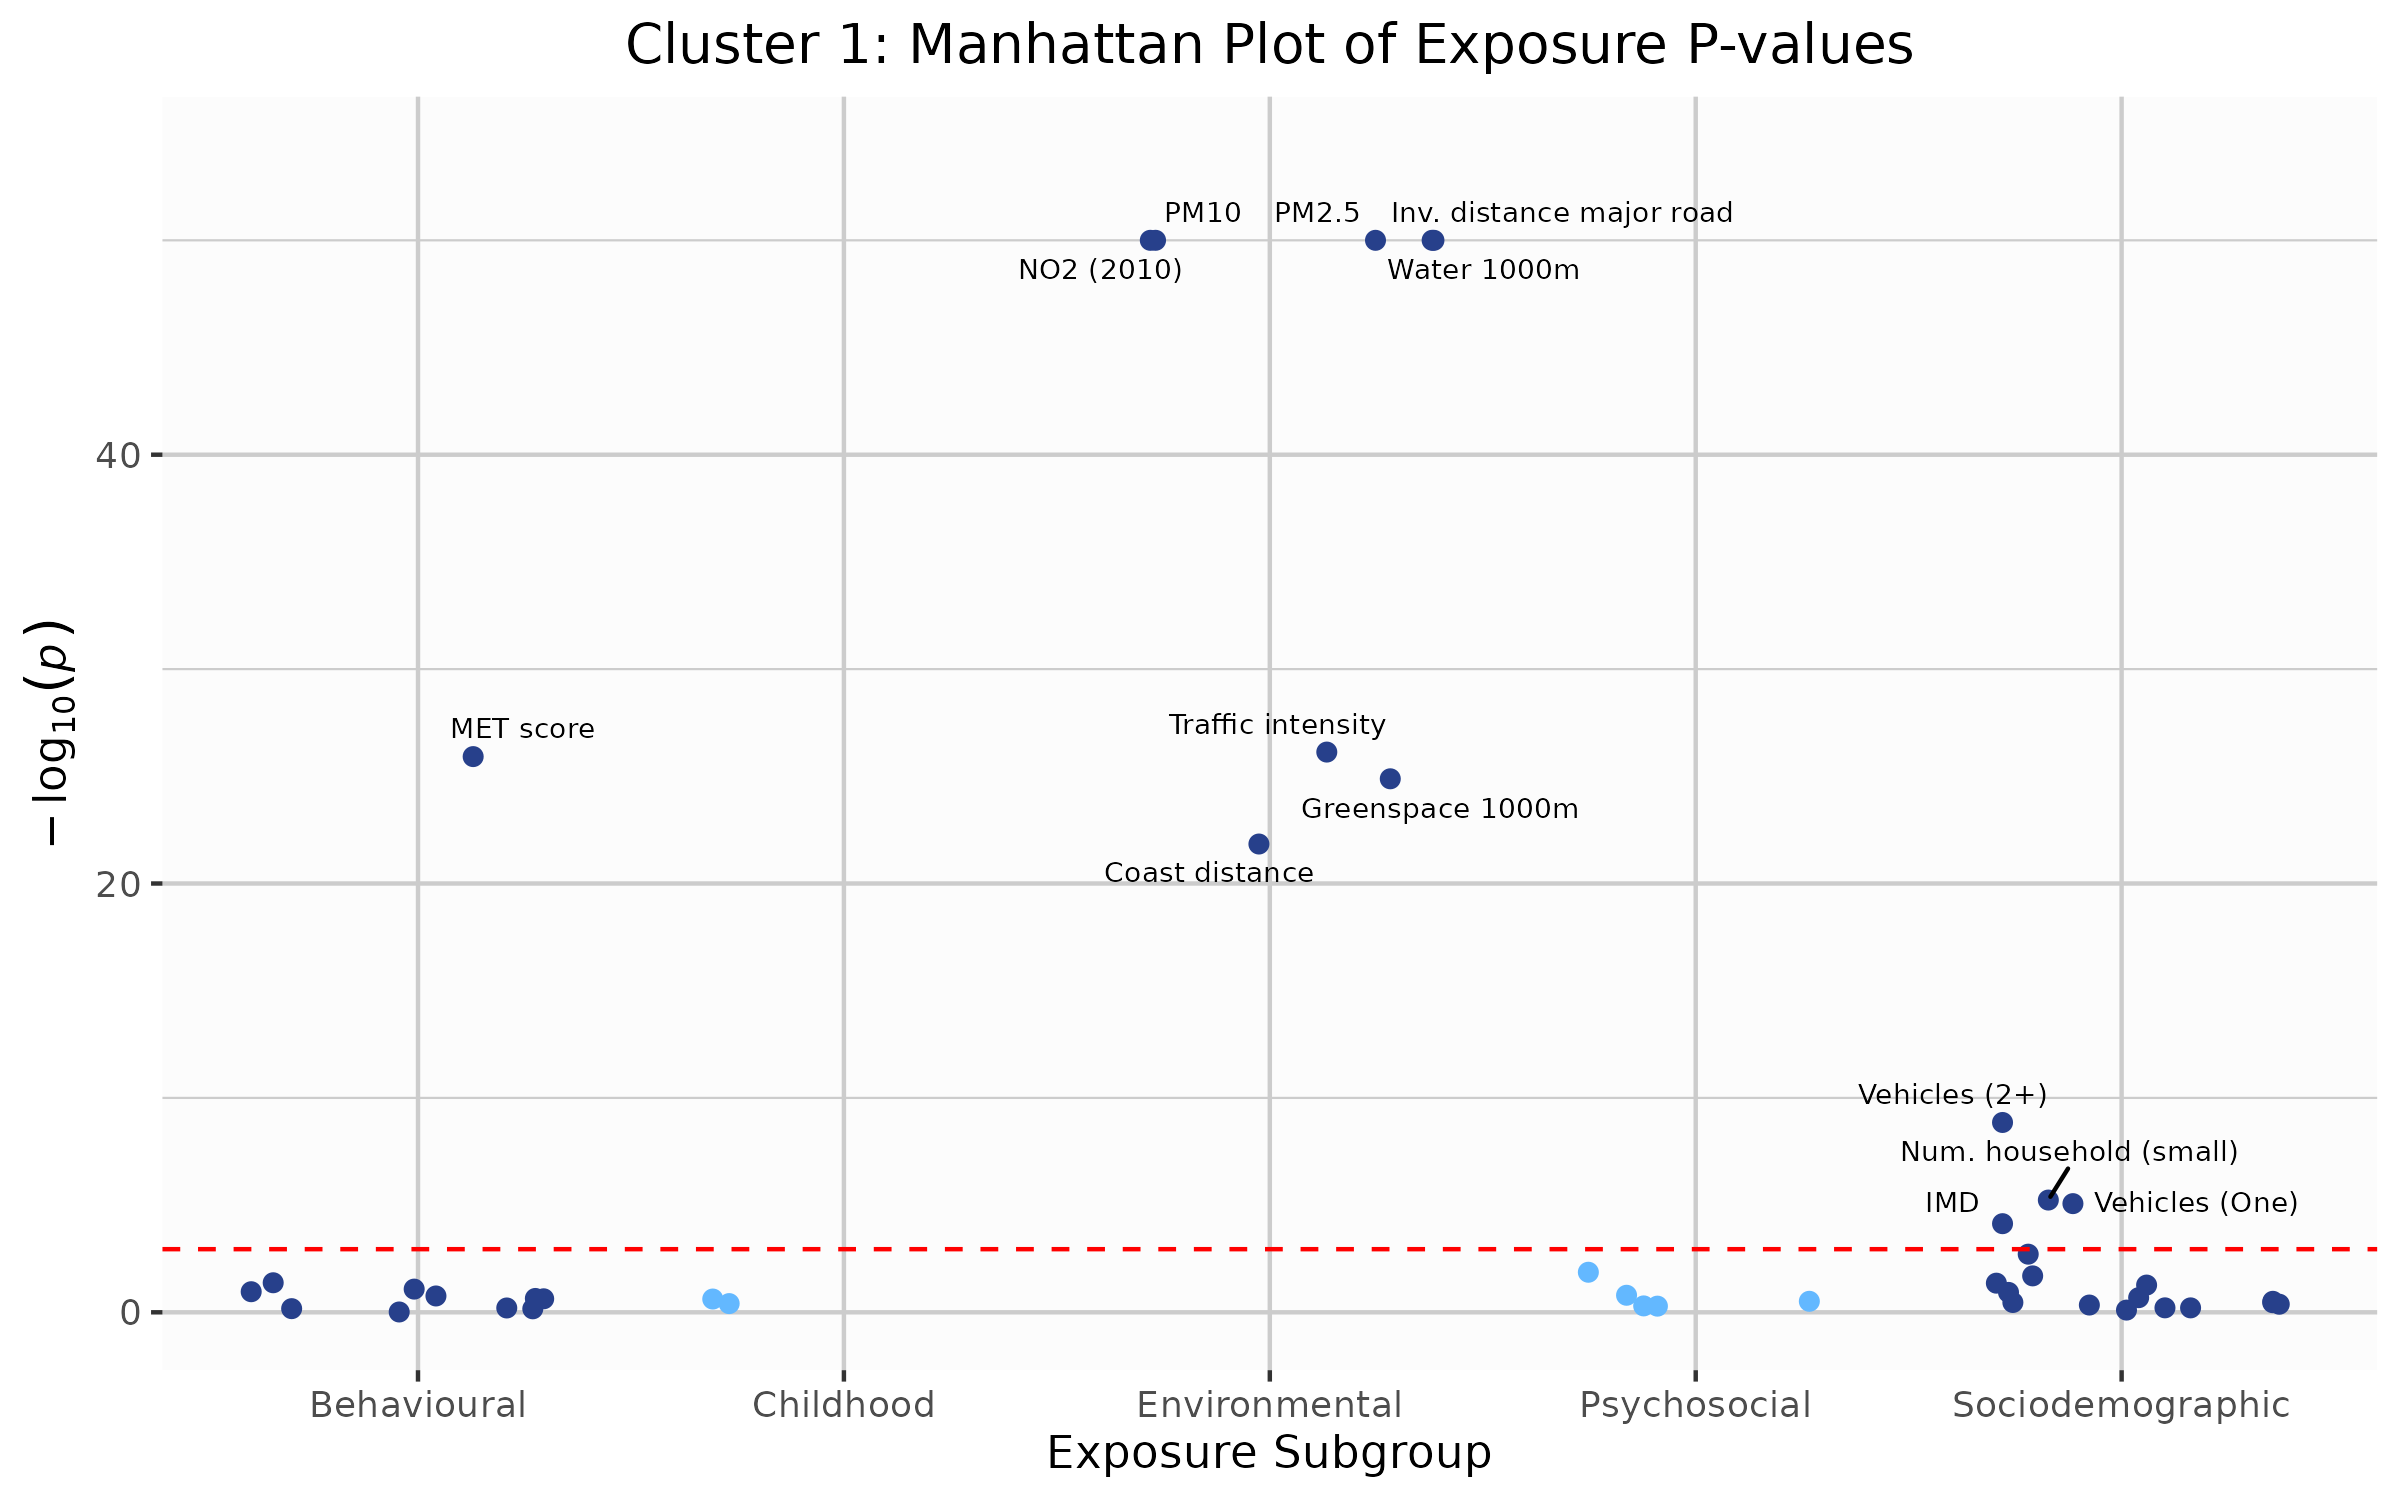 Cluster 1: Manhattan Plot of Exposure P-values
PM10
PM2.5
Inv. distance major road
NO2 (2010)
Water 1000m
40
−log10(p)
MET score
Traffic intensity
Greenspace 1000m
Coast distance
20
Vehicles (2+)
Num. household (small)
IMD
Vehicles (One)
0
Behavioural
Childhood
Environmental
Psychosocial
Sociodemographic
Exposure Subgroup